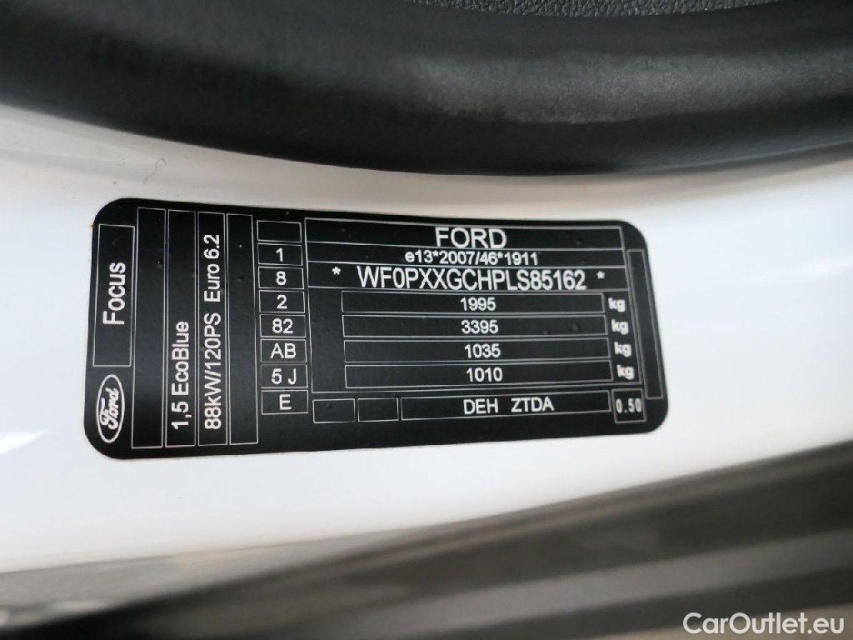 FORD
e13*2007/46*1911
* WF0PXXGCHPLS85162 *
1995 kg
3395 kg
1035 kg
1010 kg
DEH ZTDA
0.50
1
8
2
82
AB
5 J
E
Focus
Ford
1,5 EcoBlue
88kW/120PS Euro 6.2
CarOutlet.eu